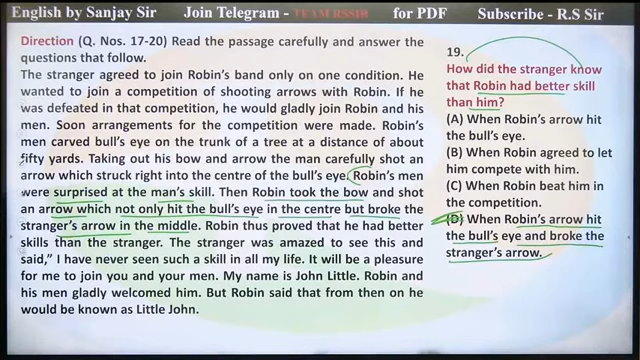 English by Sanjay Sir Join Telegram - TEAM RSSIR for PDF Subscribe - R.S Sir
Direction (Q. Nos. 17-20) Read the passage carefully and answer the
questions that follow.
The stranger agreed to join Robin's band only on one condition. He
wanted to join a competition of shooting arrows with Robin. If he
was defeated in that competition, he would gladly join Robin and his
men. Soon arrangements for the competition were made. Robin's
men carved bull's eye on the trunk of a tree at a distance of about
fifty yards. Taking out his bow and arrow the man carefully shot an
arrow which struck right into the centre of the bull's eye. Robin's men
were surprised at the man's skill. Then Robin took the bow and shot
an arrow which not only hit the bull's eye in the centre but broke the
stranger's arrow in the middle. Robin thus proved that he had better
skills than the stranger. The stranger was amazed to see this and
said," I have never seen such a skill in all my life. It will be a pleasure
for me to join you and your men. My name is John Little. Robin and
his men gladly welcomed him. But Robin said that from then on he
would be known as Little John.
19.
How did the stranger know
that Robin had better skill
than him?
(A) When Robin's arrow hit
the bull's eye.
(B) When Robin agreed to let
him compete with him.
(C) When Robin beat him in
the competition.
(D) When Robin's arrow hit
the bull's eye and broke the
stranger's arrow.